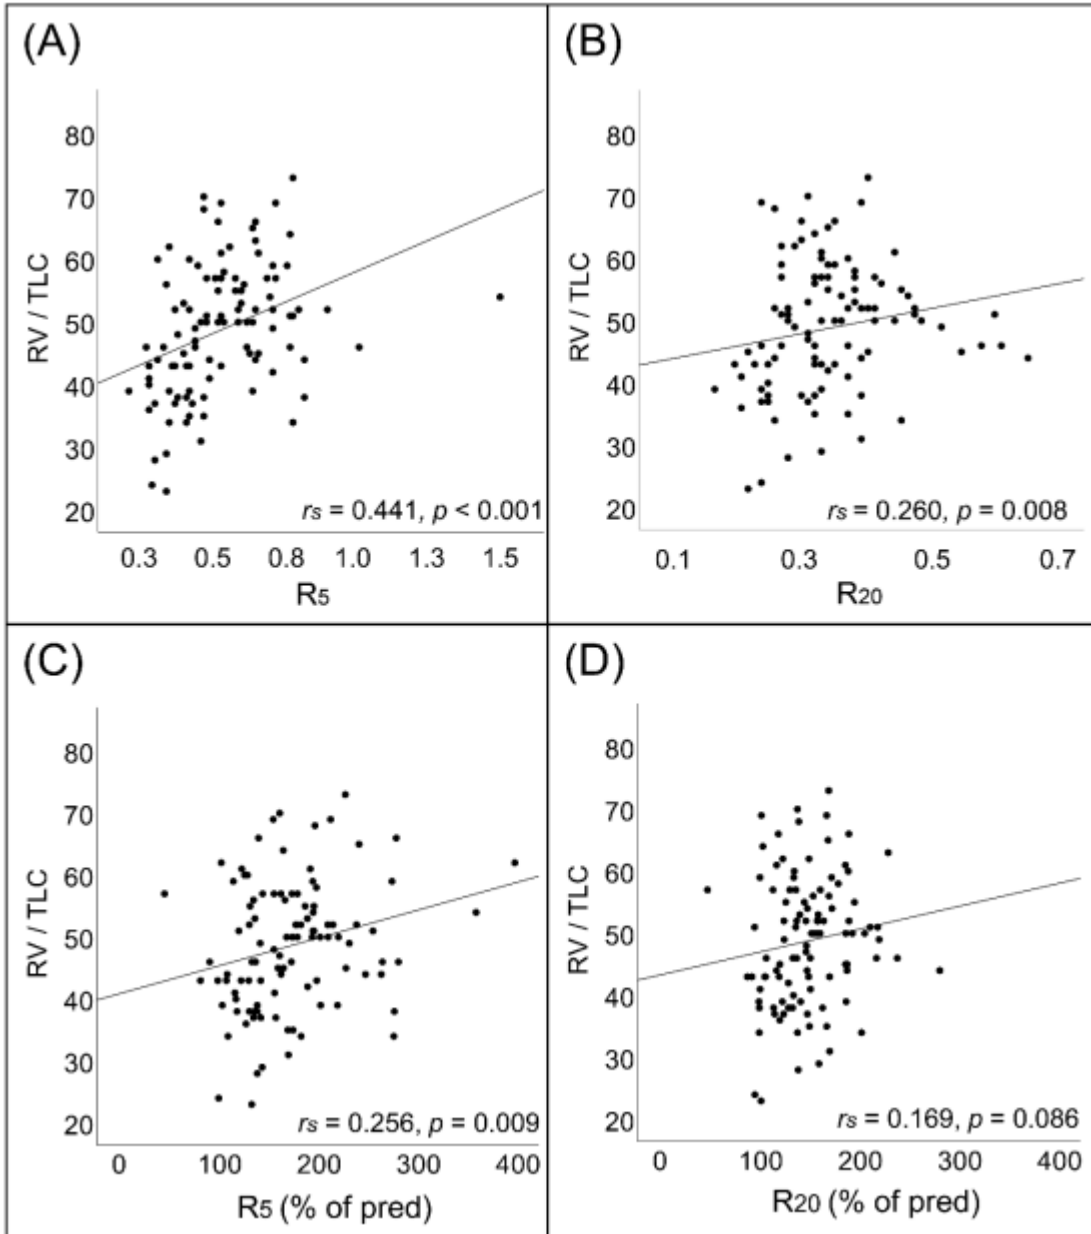 (A)
80
70
60
50
40
30
20
RV / TLC
rs = 0.441, p < 0.001
0.3 0.5 0.8 1.0 1.3 1.5
R5
(B)
80
70
60
50
40
30
20
RV / TLC
rs = 0.260, p = 0.008
0.1 0.3 0.5 0.7
R20
(C)
80
70
60
50
40
30
20
RV / TLC
rs = 0.256, p = 0.009
0 100 200 300 400
R5 (% of pred)
(D)
80
70
60
50
40
30
20
RV / TLC
rs = 0.169, p = 0.086
0 100 200 300 400
R20 (% of pred)